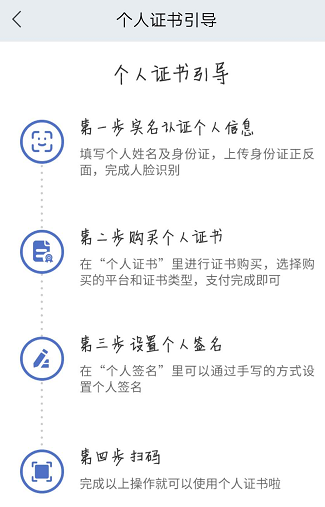 个人证书引导
个人证书引导
第一步实名认证个人信息
填写个人姓名及身份证，上传身份证正反
面，完成人脸识别
第二步购买个人证书
在“个人证书”里进行证书购买，选择购
买的平台和证书类型，支付完成即可
第三步设置个人签名
在“个人签名”里可以通过手写的方式设
置个人签名
第四步扫码
完成以上操作就可以使用个人证书啦